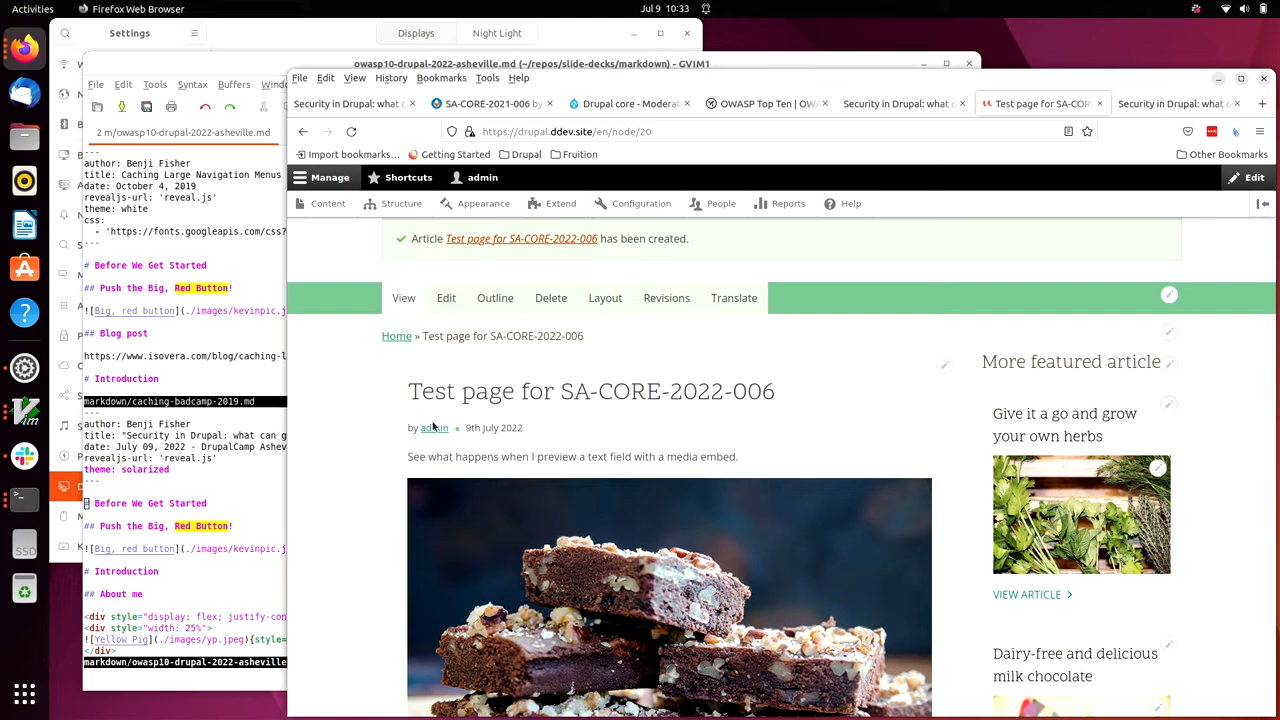 Activities
Firefox Web Browser
Jul 9 10:33
Settings
Displays
Night Light
owasp10-drupal-2022-asheville.md (~/repos/slide-decks/markdown) - GVIM1
File Edit View History Bookmarks Tools Help
Edit Tools Syntax Buffers
Security in Drupal: what c
SA-CORE-2021-006 by
Drupal core - Moderat
OWASP Top Ten | OWA
Security in Drupal: what c
Test page for SA-COR
Security in Drupal: what c
2 m/owasp10-drupal-2022-asheville.md
https://drupal.ddev.site/en/node/20
Import bookmarks...
Getting Started
Drupal
Fruition
Other Bookmarks
---
author: Benji Fisher
title: Caching Large Navigation Menus
date: October 4, 2019
revealjs-url: 'reveal.js'
theme: white
css:
- 'https://fonts.googleapis.com/css?
---
# Before We Get Started
## Push the Big, Red Button!
![Big, red button](./images/kevinpic.j
## Blog post
https://www.isovera.com/blog/caching-l
# Introduction
markdown/caching-badcamp-2019.md
---
author: Benji Fisher
title: "Security in Drupal: what can g
date: July 09, 2022 - DrupalCamp Ashev
revealjs-url: 'reveal.js'
theme: solarized
---
# Before We Get Started
## Push the Big, Red Button!
![Big, red button](./images/kevinpic.j
# Introduction
## About me
<div style="display: flex; justify-con
<div style="width: 25%">
![Yellow Pig](./images/yp.jpeg){style=
</div>
markdown/owasp10-drupal-2022-asheville
Manage
Shortcuts
admin
Edit
Content
Structure
Appearance
Extend
Configuration
People
Reports
Help
Article Test page for SA-CORE-2022-006 has been created.
View
Edit
Outline
Delete
Layout
Revisions
Translate
Home » Test page for SA-CORE-2022-006
Test page for SA-CORE-2022-006
by admin
9th July 2022
See what happens when I preview a text field with a media embed.
More featured article
Give it a go and grow
your own herbs
VIEW ARTICLE
Dairy-free and delicious
milk chocolate
SSD